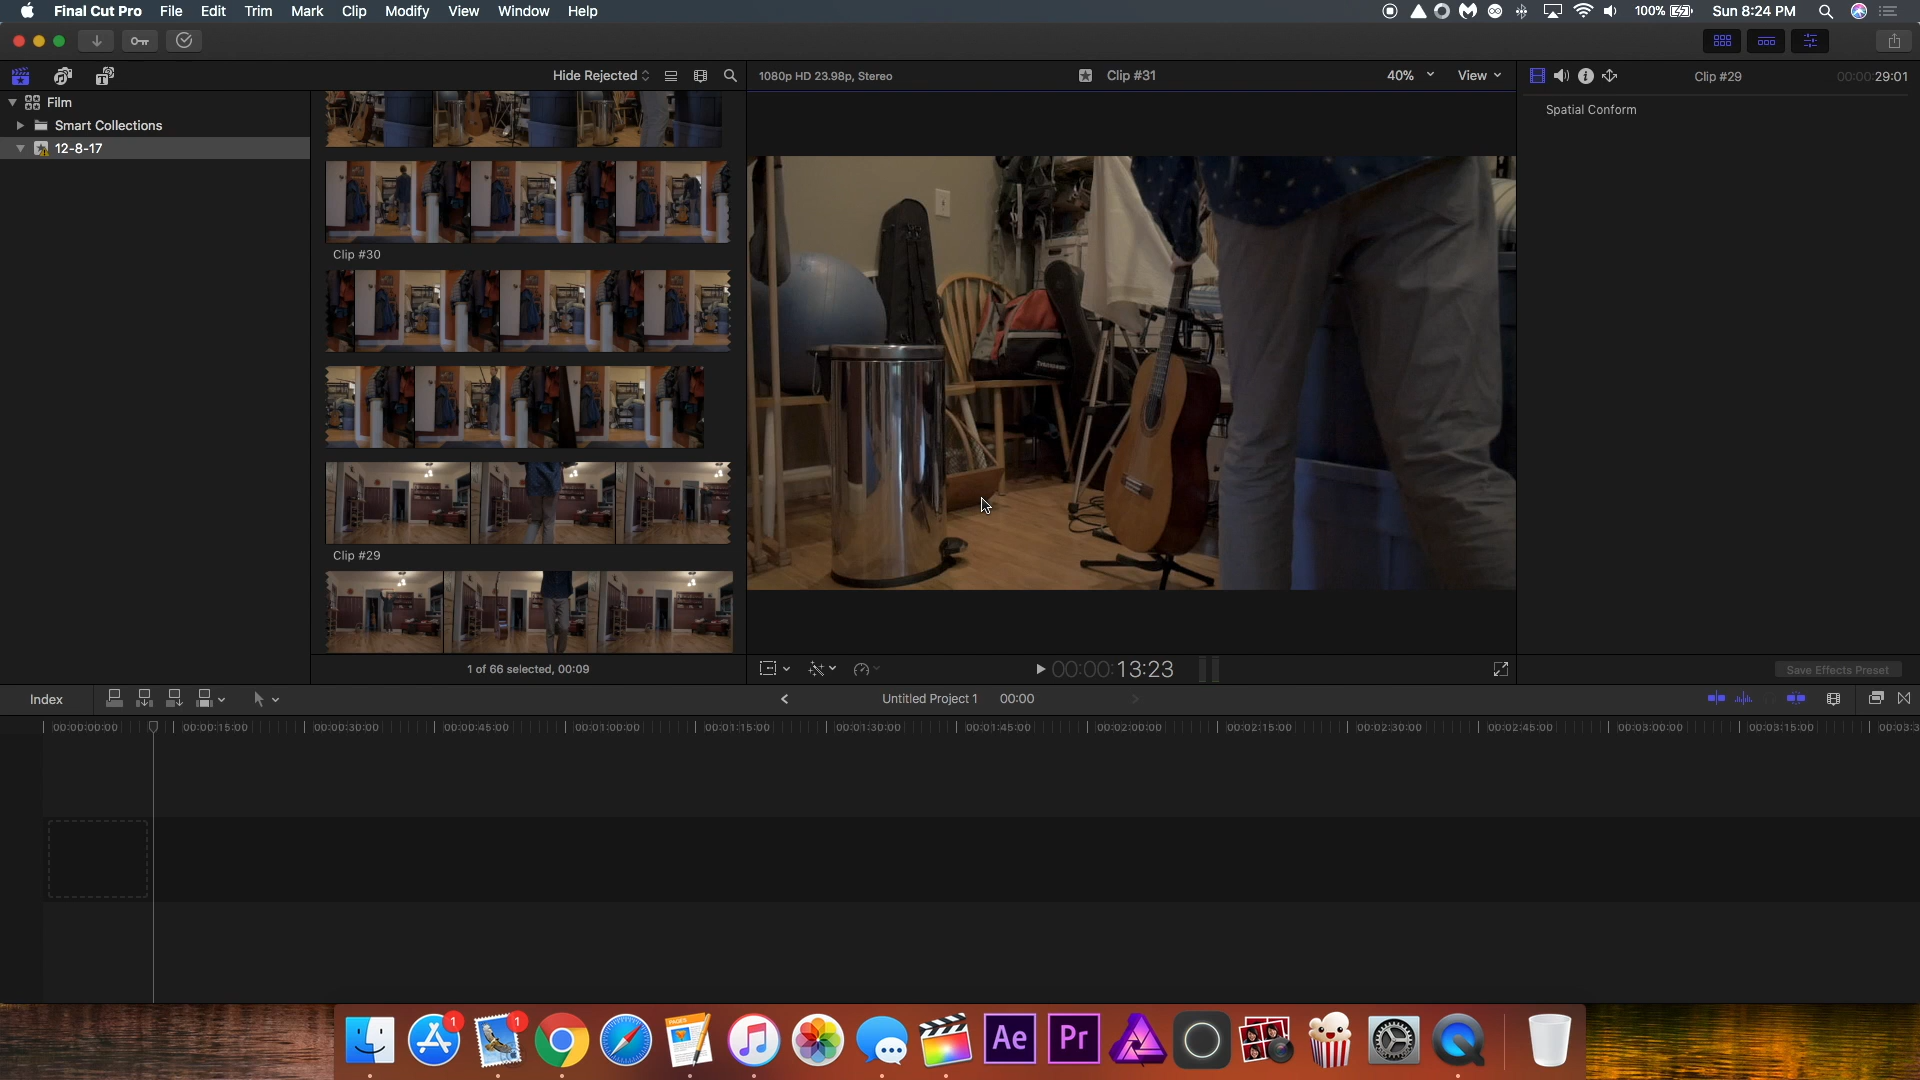 Final Cut Pro File Edit Trim Mark Clip Modify View Window Help 100% Sun 8:24 PM
Hide Rejected 1080p HD 23.98p, Stereo Clip #31 40% View Clip #29 00:00:29:01
Film
Spatial Conform
Smart Collections
12-8-17
Clip #30
Clip #29
1 of 66 selected, 00:09 00:00:13:23 Save Effects Preset
Index Untitled Project 1 00:00
00:00:00:00 00:00:15:00 00:00:30:00 00:00:45:00 00:01:00:00 00:01:15:00 00:01:30:00 00:01:45:00 00:02:00:00 00:02:15:00 00:02:30:00 00:02:45:00 00:03:00:00 00:03:15:00 00:03:3
1 1
PAGES Ae Pr